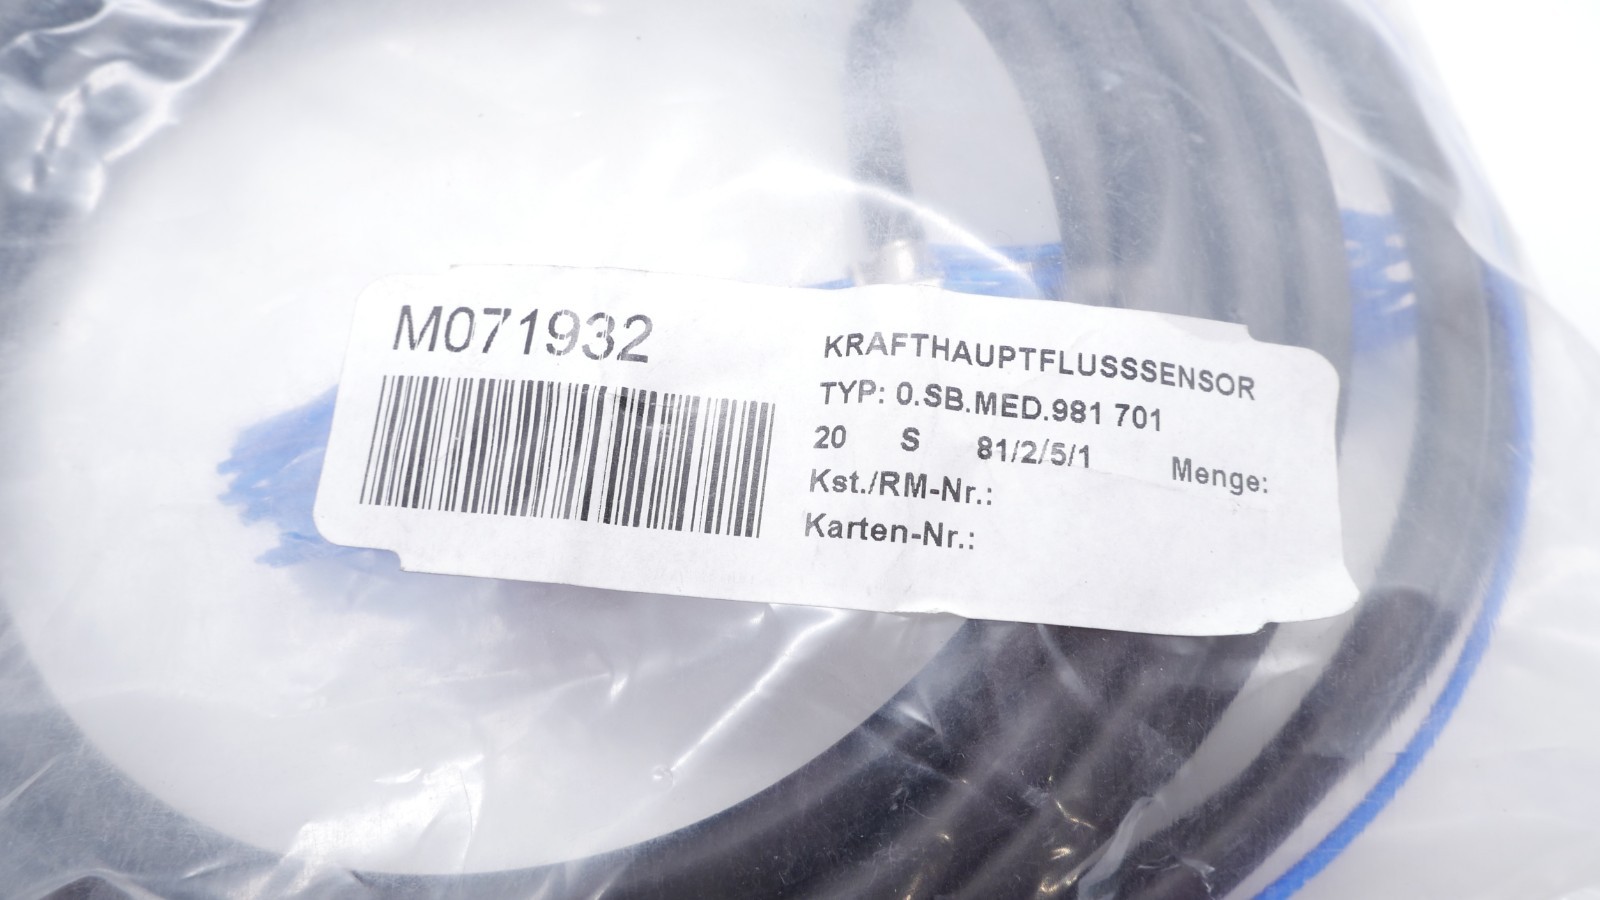 M071932
KRAFTHAUPTFLUSSSENSOR
TYP: 0.SB.MED.981 701
20 S 81/2/5/1 Menge:
Kst./RM-Nr.:
Karten-Nr.: